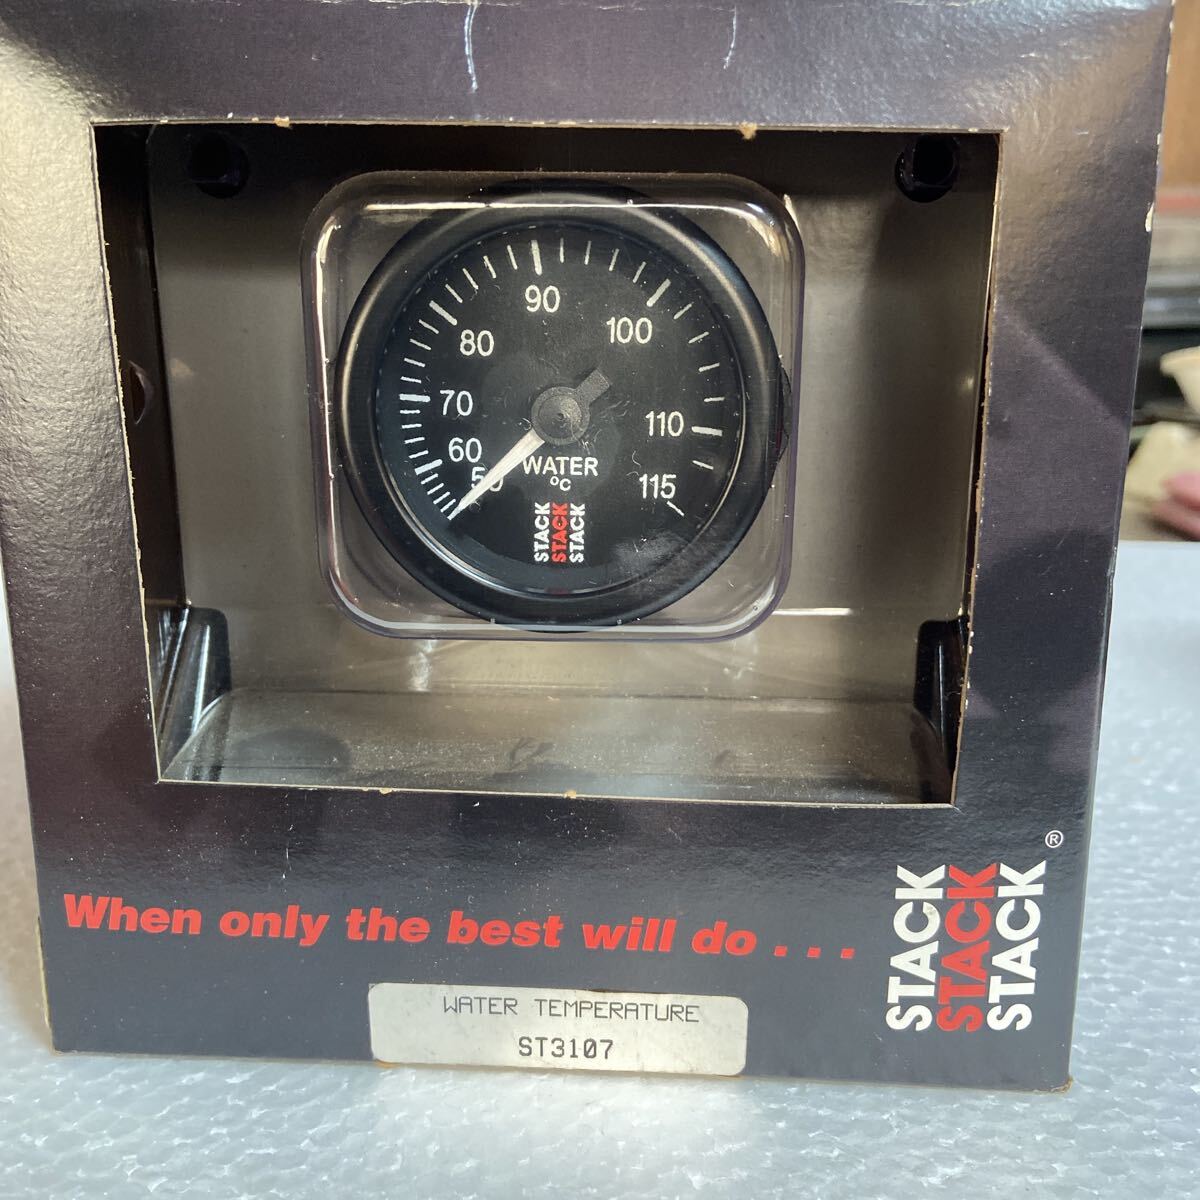 90
80
100
70
110
60
50
115
WATER
°C
STACK
STACK
STACK
When only the best will do . . .
STACK
STACK
STACK
®
WATER TEMPERATURE
ST3107